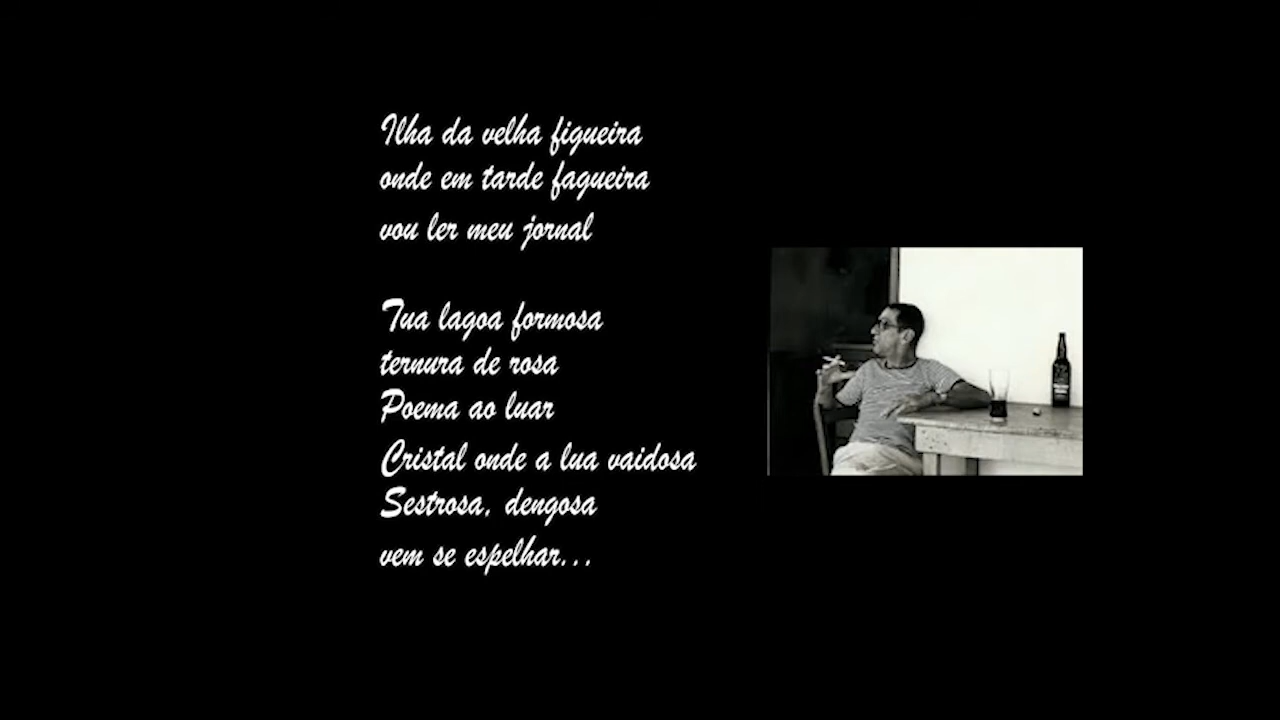 Ilha da velha figueira
onde em tarde fagueira
vou ler meu jornal
Tua lagoa formosa
ternura de rosa
Poema ao luar
Cristal onde a lua vaidosa
Sestrosa, dengosa
vem se espelhar...